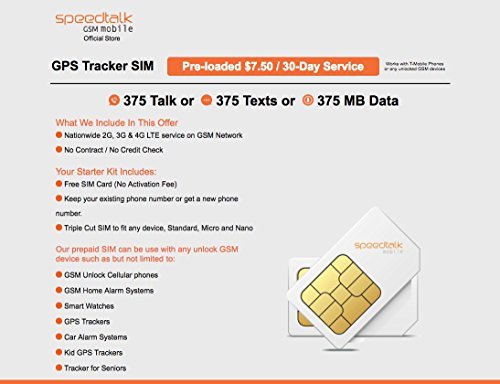 speedtalk
GSM mobile
Official Store
GPS Tracker SIM
Pre-loaded $7.50 / 30-Day Service
Works with T-Mobile Phones
or any unlocked GSM devices
375 Talk or 375 Texts or 375 MB Data
What We Include In This Offer
Nationwide 2G, 3G & 4G LTE service on GSM Network
No Contract / No Credit Check
Your Starter Kit Includes:
Free SIM Card (No Activation Fee)
Keep your existing phone number or get a new phone
number.
Triple Cut SIM to fit any device, Standard, Micro and Nano
Our prepaid SIM can be use with any unlock GSM
device such as but not limited to:
GSM Unlock Cellular phones
GSM Home Alarm Systems
Smart Watches
GPS Trackers
Car Alarm Systems
Kid GPS Trackers
Tracker for Seniors
speedtalk
mobile